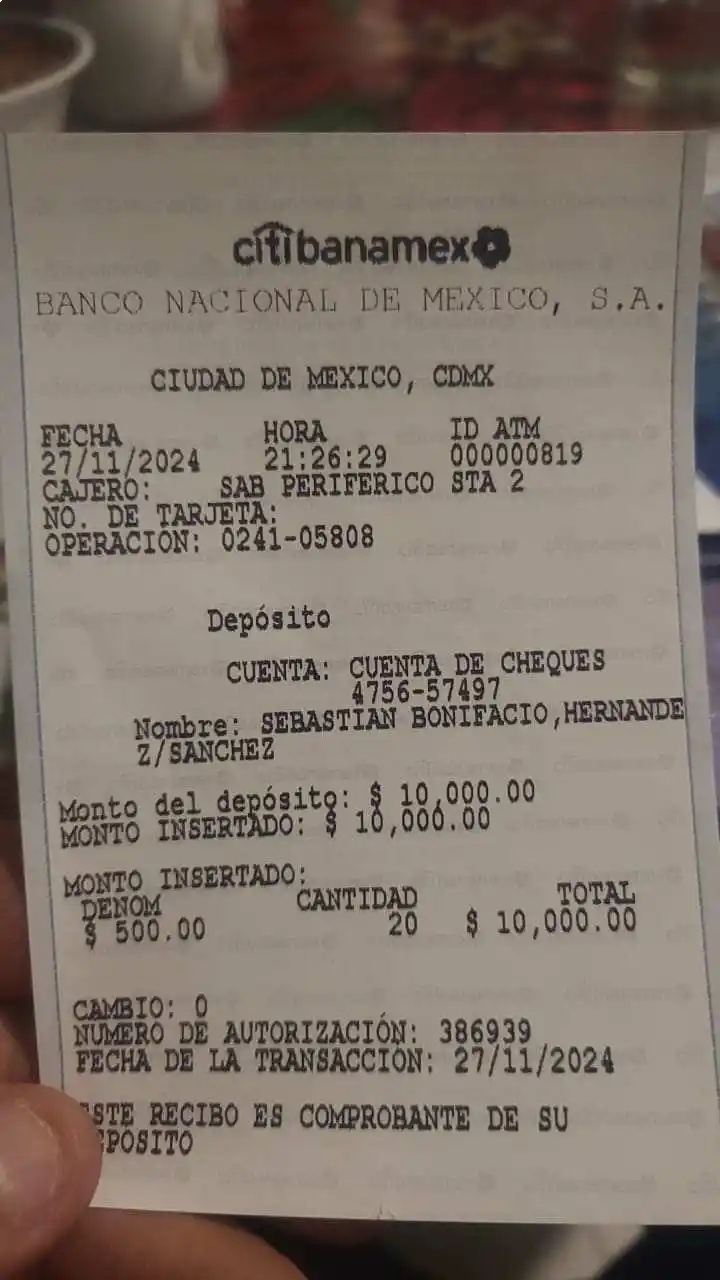 citibanamex
BANCO NACIONAL DE MEXICO, S.A.
CIUDAD DE MEXICO, CDMX
FECHA HORA ID ATM
27/11/2024 21:26:29 000000819
CAJERO: SAB PERIFERICO STA 2
NO. DE TARJETA:
OPERACION: 0241-05808
Depósito
CUENTA: CUENTA DE CHEQUES
4756-57497
Nombre: SEBASTIAN BONIFACIO,HERNANDE
Z/SANCHEZ
Monto del depósito: $ 10,000.00
MONTO INSERTADO: $ 10,000.00
MONTO INSERTADO:
DENOM CANTIDAD TOTAL
$ 500.00 20 $ 10,000.00
CAMBIO: 0
NUMERO DE AUTORIZACIÓN: 386939
FECHA DE LA TRANSACCION: 27/11/2024
STE RECIBO ES COMPROBANTE DE SU
EPÓSITO